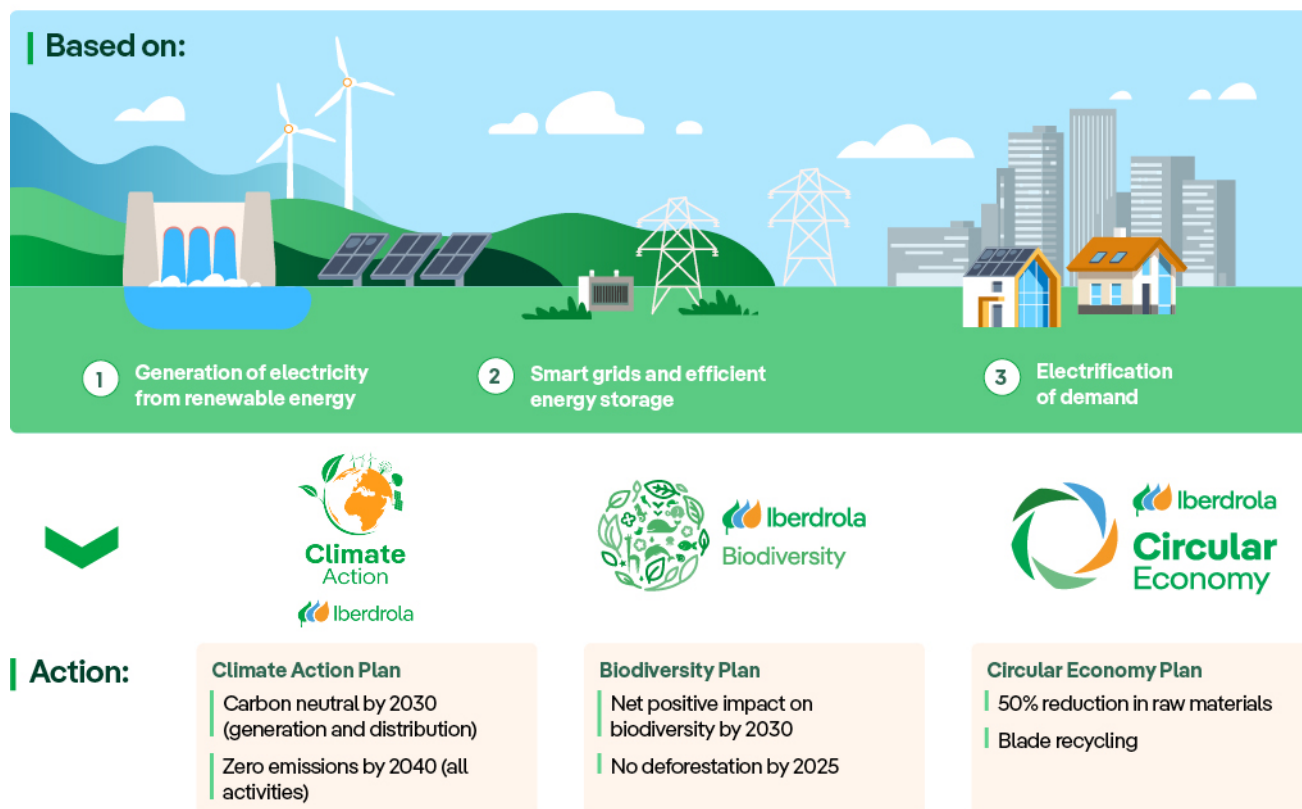 Based on:
1
Generation of electricity
from renewable energy
2
Smart grids and efficient
energy storage
3
Electrification
of demand
Climate
Action
Iberdrola
Iberdrola
Biodiversity
Iberdrola
Circular
Economy
Action:
Climate Action Plan
Carbon neutral by 2030
(generation and distribution)
Zero emissions by 2040 (all
activities)
Biodiversity Plan
Net positive impact on
biodiversity by 2030
No deforestation by 2025
Circular Economy Plan
50% reduction in raw materials
Blade recycling